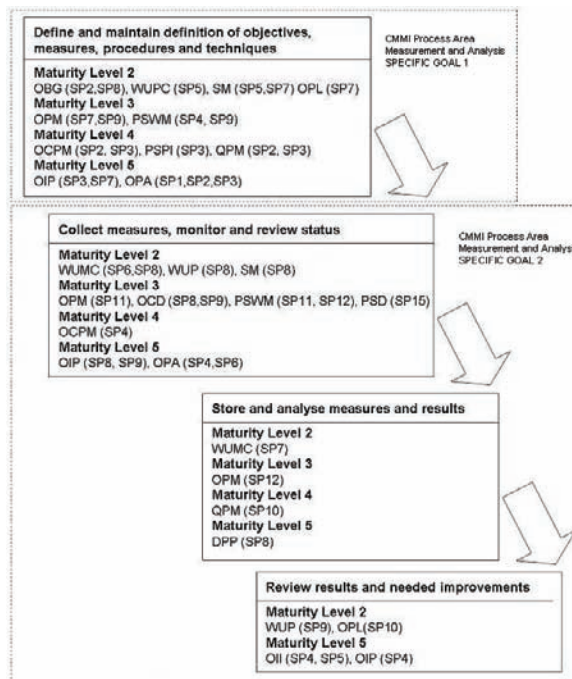 Define and maintain definition of objectives,
measures, procedures and techniques
Maturity Level 2
OBG (SP2,SP8), WUPC (SP5), SM (SP5,SP7) OPL (SP7)
Maturity Level 3
OPM (SP7,SP9), PSWM (SP4, SP9)
Maturity Level 4
OCPM (SP2, SP3), PSPI (SP3), QPM (SP2, SP3)
Maturity Level 5
OIP (SP3,SP7), OPA (SP1,SP2,SP3)
CMMI Process Area
Measurement and Analysis
SPECIFIC GOAL 1
Collect measures, monitor and review status
Maturity Level 2
WUMC (SP6,SP8), WUP (SP8), SM (SP8)
Maturity Level 3
OPM (SP11), OCD (SP8,SP9), PSWM (SP11, SP12), PSD (SP15)
Maturity Level 4
OCPM (SP4)
Maturity Level 5
OIP (SP8, SP9), OPA (SP4,SP6)
CMMI Process Area
Measurement and Analysis
SPECIFIC GOAL 2
Store and analyse measures and results
Maturity Level 2
WUMC (SP7)
Maturity Level 3
OPM (SP12)
Maturity Level 4
QPM (SP10)
Maturity Level 5
DPP (SP8)
Review results and needed improvements
Maturity Level 2
WUP (SP9), OPL(SP10)
Maturity Level 5
OII (SP4, SP5), OIP (SP4)